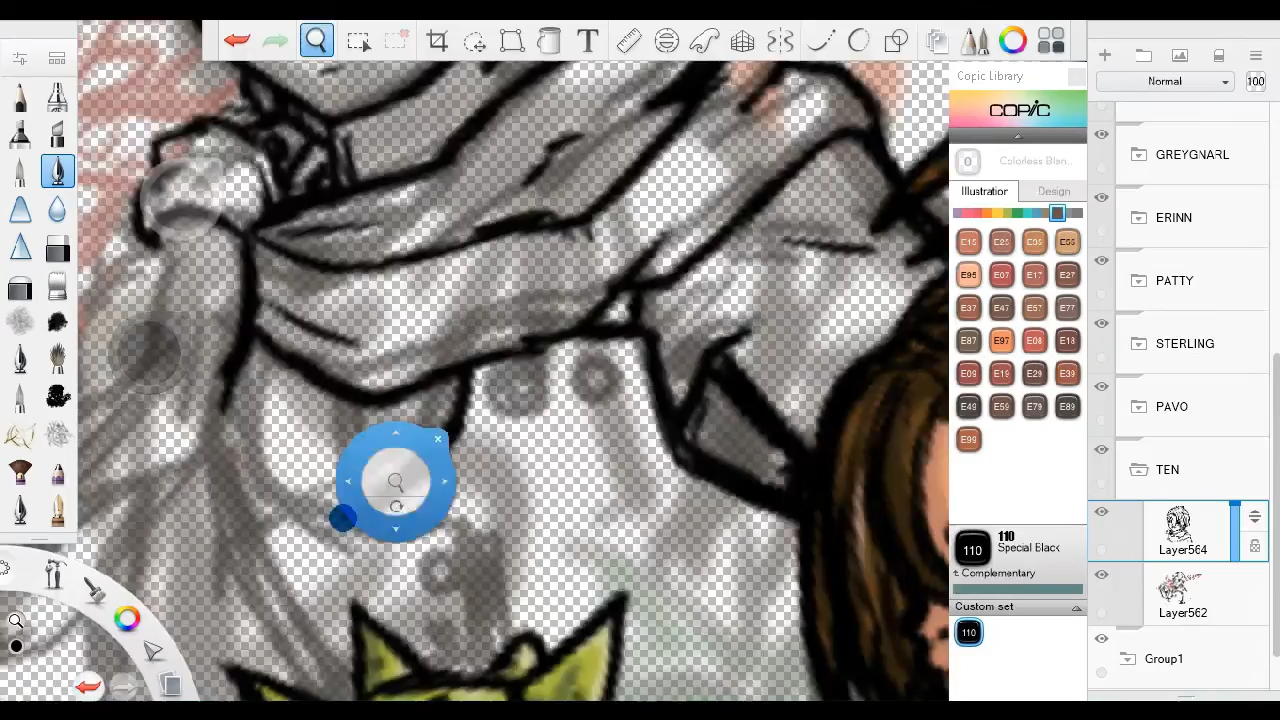 T
Normal
100
Copic Library
COPIC
0
Colorless Blen...
Illustration
Design
E15
E25
E35
E55
E95
E07
E17
E27
E37
E47
E57
E77
E87
E97
E08
E18
E09
E19
E29
E39
E49
E59
E79
E89
E99
110
110
Special Black
Complementary
Custom set
110
GREYGNARL
ERINN
PATTY
STERLING
PAVO
TEN
Layer564
Layer562
Group1